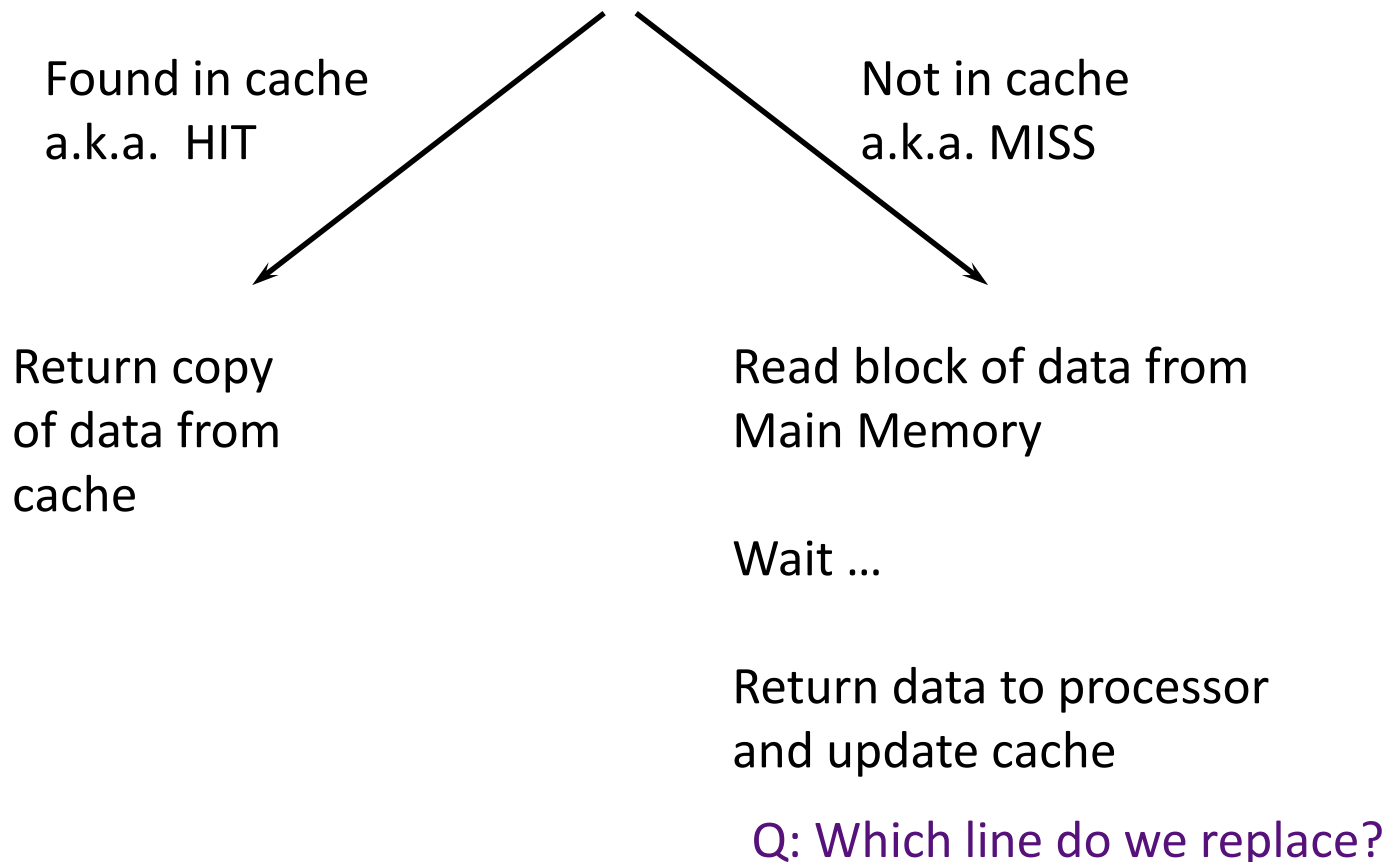 Found in cache
a.k.a.  HIT
Not in cache
a.k.a. MISS
Return copy
of data from
cache
Read block of data from
Main Memory
Wait …
Return data to processor
and update cache
Q: Which line do we replace?